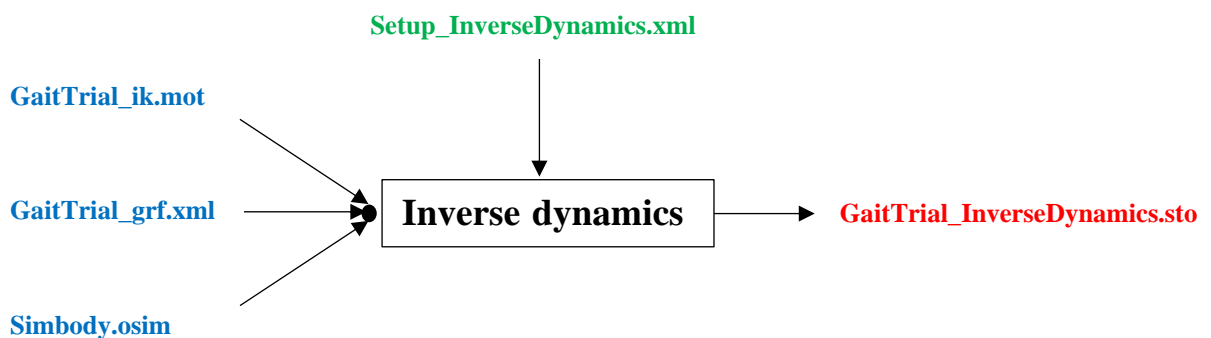 Setup_InverseDynamics.xml
GaitTrial_ik.mot
GaitTrial_grf.xml
Inverse dynamics
GaitTrial_InverseDynamics.sto
Simbody.osim